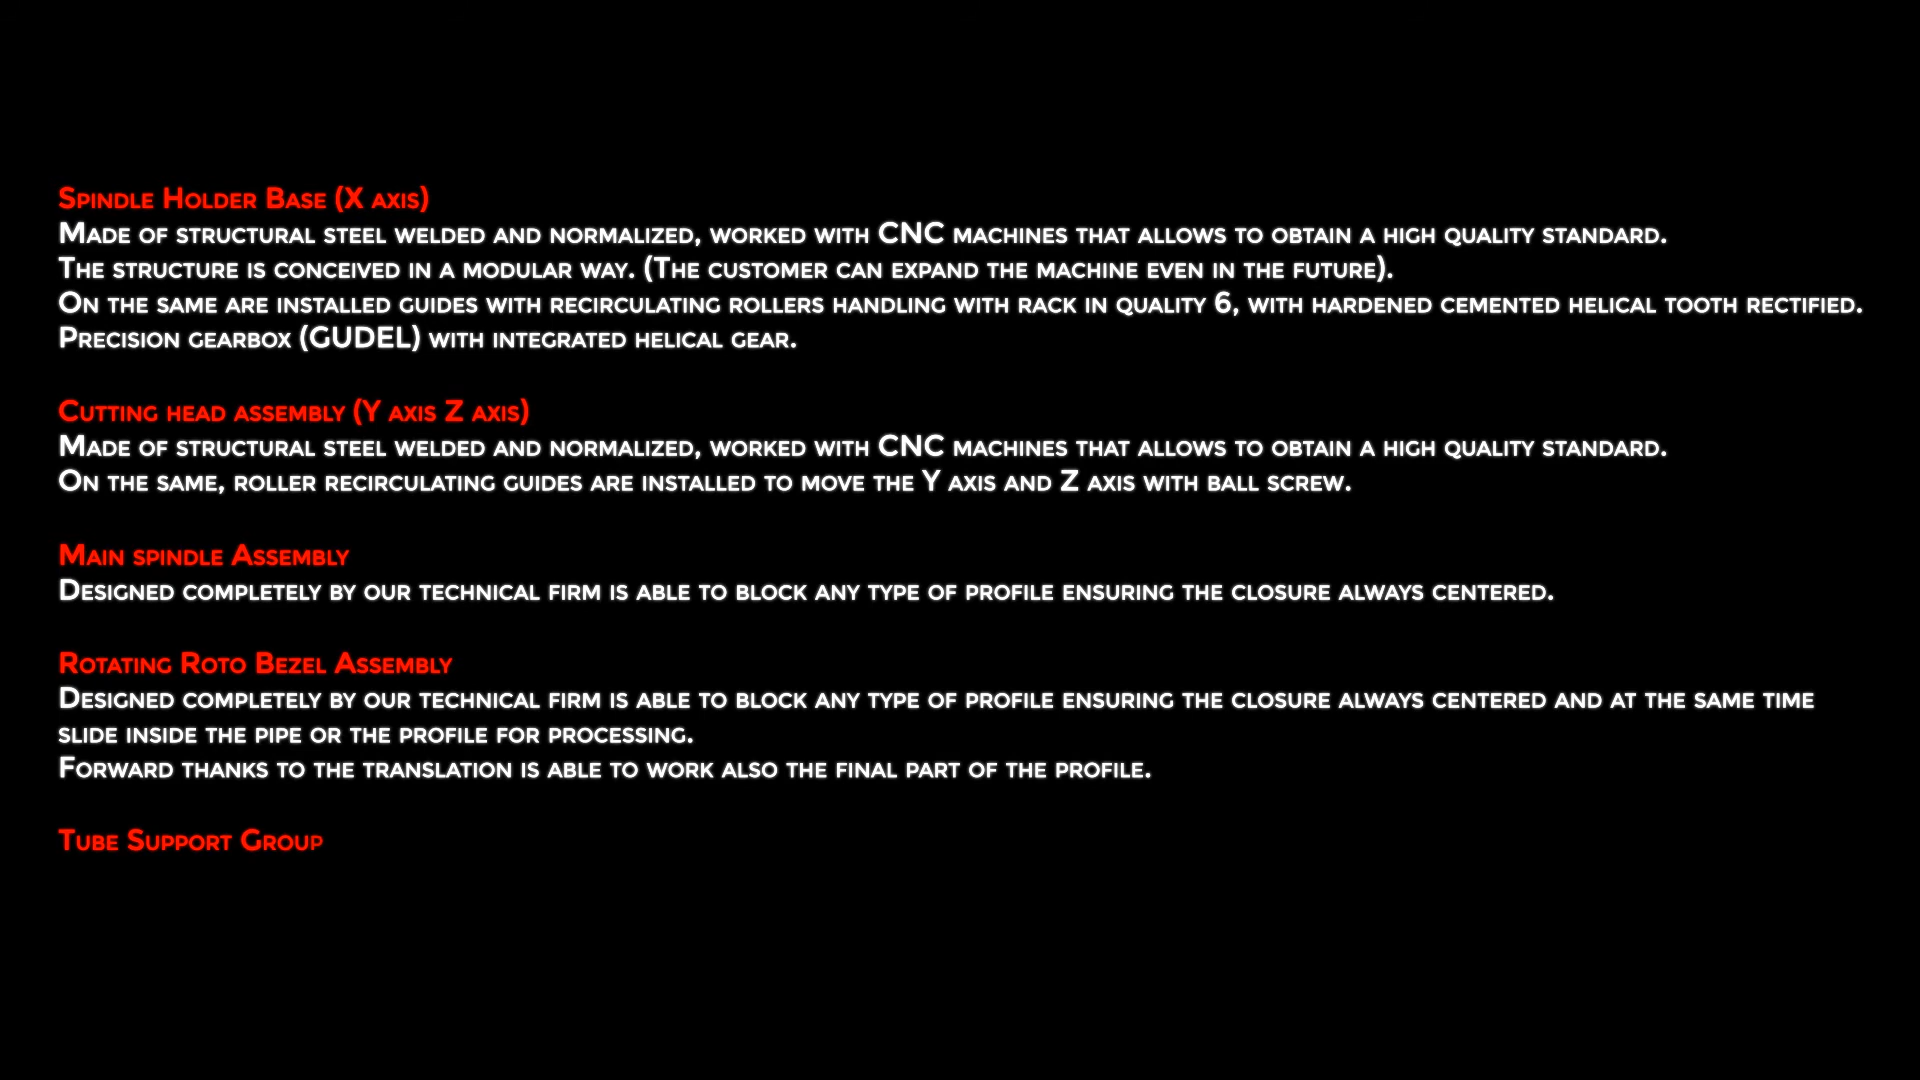 Spindle Holder Base (X axis)
Made of structural steel welded and normalized, worked with CNC machines that allows to obtain a high quality standard.
The structure is conceived in a modular way. (The customer can expand the machine even in the future).
On the same are installed guides with recirculating rollers handling with rack in quality 6, with hardened cemented helical tooth rectified.
Precision gearbox (GUDEL) with integrated helical gear.
Cutting head assembly (Y axis Z axis)
Made of structural steel welded and normalized, worked with CNC machines that allows to obtain a high quality standard.
On the same, roller recirculating guides are installed to move the Y axis and Z axis with ball screw.
Main spindle Assembly
Designed completely by our technical firm is able to block any type of profile ensuring the closure always centered.
Rotating Roto Bezel Assembly
Designed completely by our technical firm is able to block any type of profile ensuring the closure always centered and at the same time
slide inside the pipe or the profile for processing.
Forward thanks to the translation is able to work also the final part of the profile.
Tube Support Group